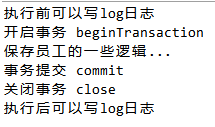 执行前可以写log日志
开启事务 beginTransaction
保存员工的一些逻辑...
事务提交 commit
关闭事务 close
执行后可以写log日志